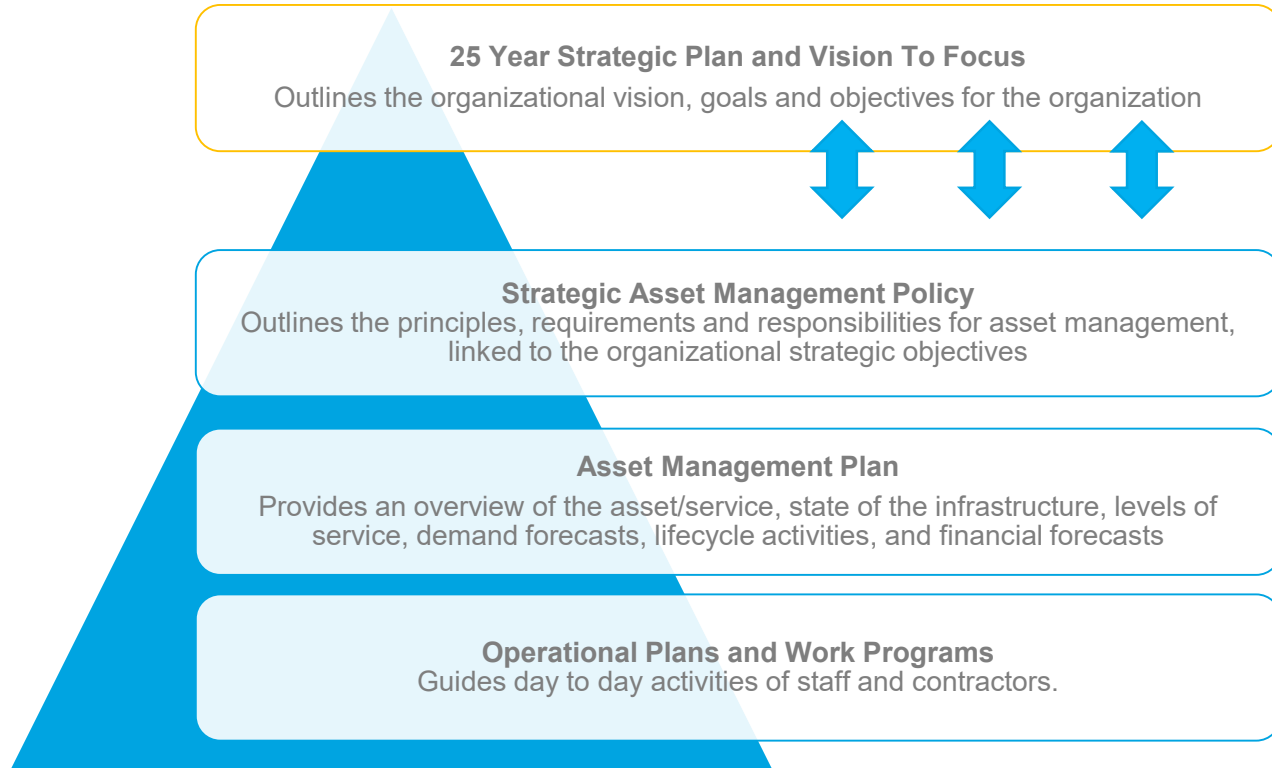 25 Year Strategic Plan and Vision To Focus
Outlines the organizational vision, goals and objectives for the organization
Strategic Asset Management Policy
Outlines the principles, requirements and responsibilities for asset management,
linked to the organizational strategic objectives
Asset Management Plan
Provides an overview of the asset/service, state of the infrastructure, levels of
service, demand forecasts, lifecycle activities, and financial forecasts
Operational Plans and Work Programs
Guides day to day activities of staff and contractors.